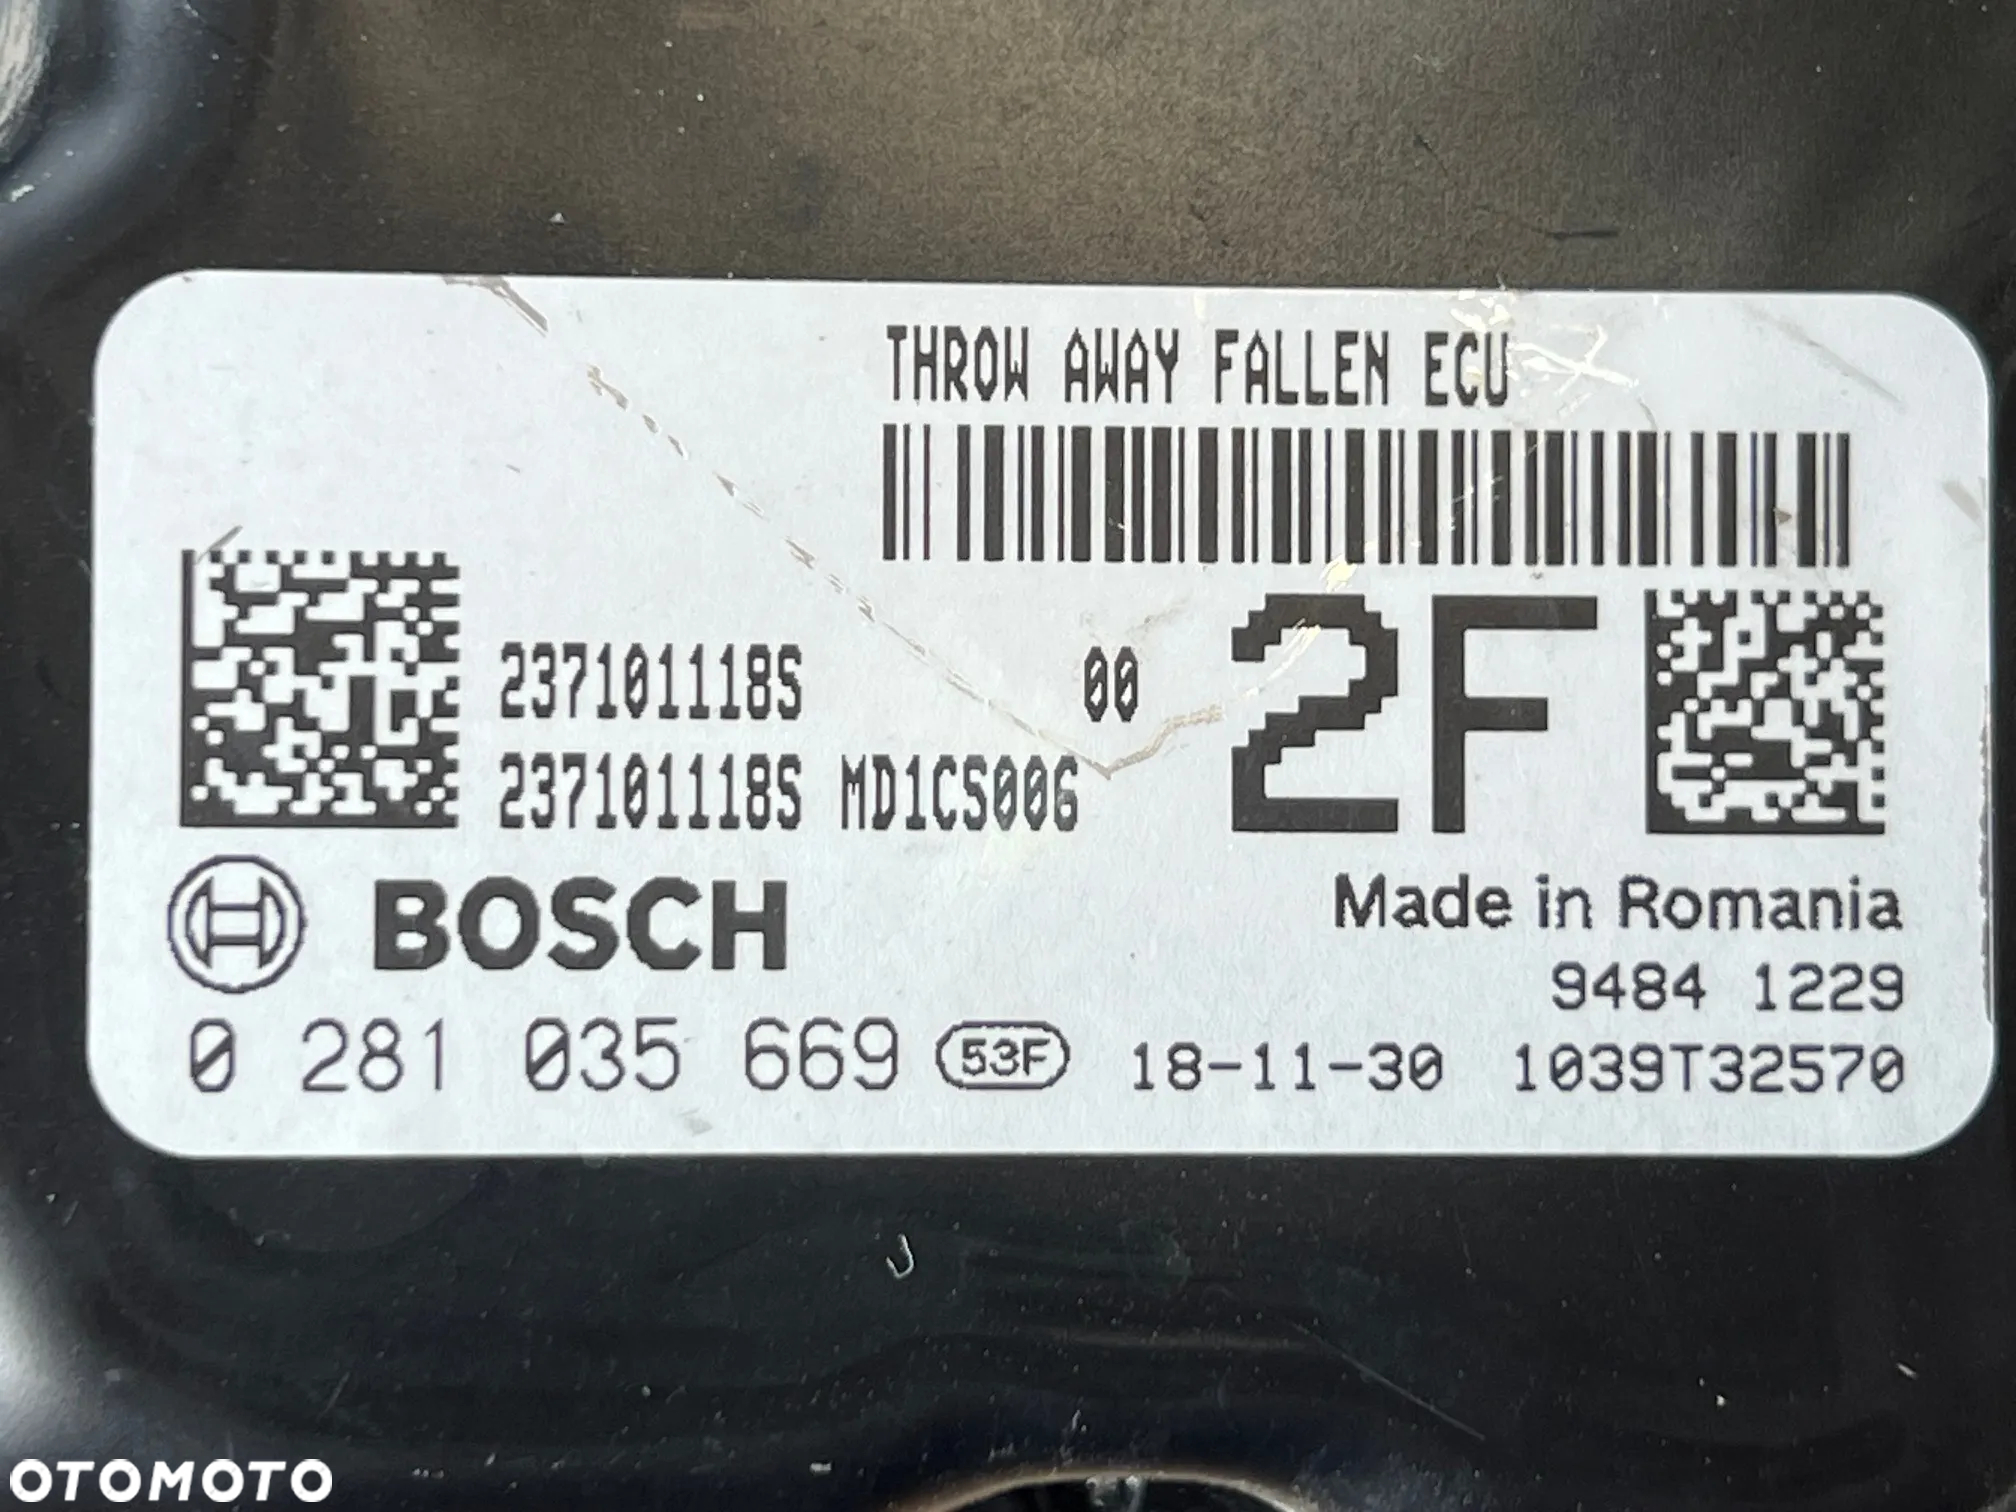 THROW AWAY FALLEN ECU
237101118S 00 2F
237101118S MD1CS006
BOSCH
Made in Romania
9484 1229
0 281 035 669 53F 18-11-30 1039T32570
OTOMOTO